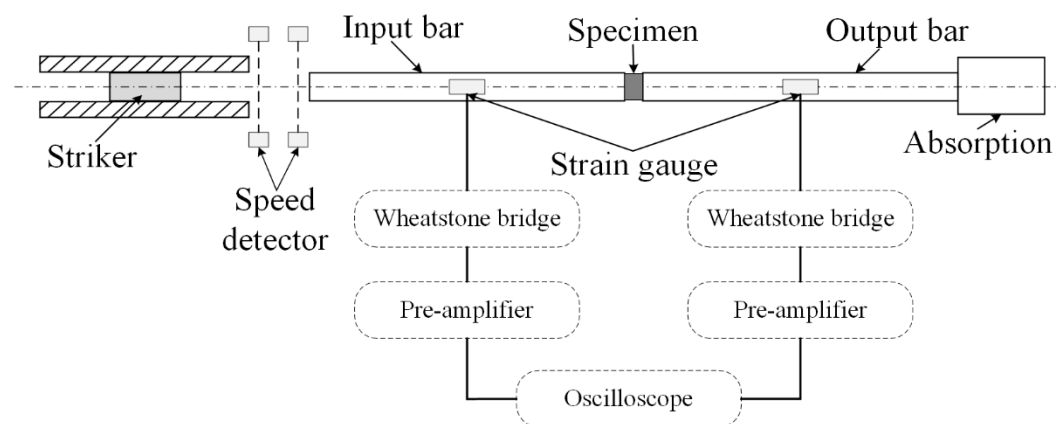 Input bar
Specimen
Output bar
Striker
Speed
detector
Strain gauge
Absorption
Wheatstone bridge
Wheatstone bridge
Pre-amplifier
Pre-amplifier
Oscilloscope